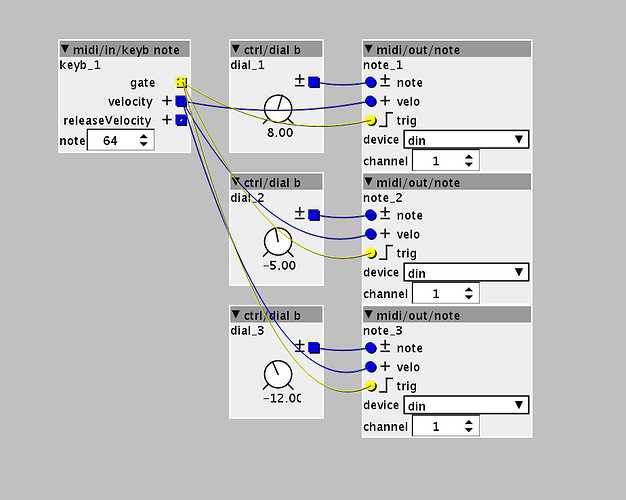 midi/in/keyb note
keyb_1
gate
velocity +
releaseVelocity +
note 64
ctrl/dial b
dial_1
±
8.00
midi/out/note
note_1
± note
+ velo
trig
device din
channel 1
ctrl/dial b
dial_2
±
-5.00
midi/out/note
note_2
± note
+ velo
trig
device din
channel 1
ctrl/dial b
dial_3
±
-12.00
midi/out/note
note_3
± note
+ velo
trig
device din
channel 1